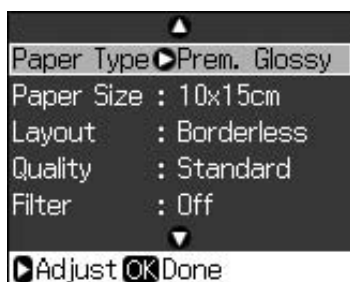 Paper Type Prem. Glossy
Paper Size : 10x15cm
Layout : Borderless
Quality : Standard
Filter : Off
Adjust OK Done